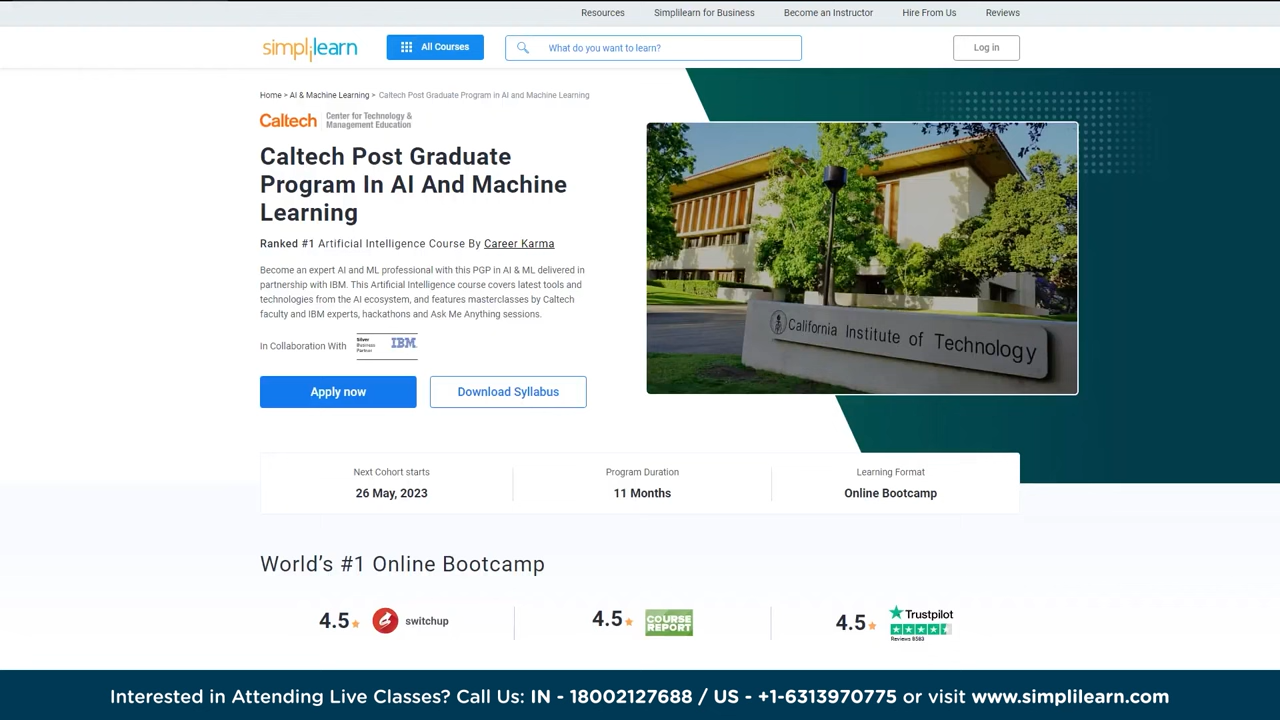 Resources Simplilearn for Business Become an Instructor Hire From Us Reviews
simplilearn All Courses What do you want to learn? Log in
Home > AI & Machine Learning > Caltech Post Graduate Program in AI and Machine Learning
Caltech Center for Technology &
Management Education
Caltech Post Graduate
Program In AI And Machine
Learning
Ranked #1 Artificial Intelligence Course By Career Karma
Become an expert AI and ML professional with this PGP in AI & ML delivered in
partnership with IBM. This Artificial Intelligence course covers latest tools and
technologies from the AI ecosystem, and features masterclasses by Caltech
faculty and IBM experts, hackathons and Ask Me Anything sessions.
In Collaboration With Silver
Business
Partner
IBM
Apply now Download Syllabus
California Institute of Technology
Next Cohort starts Program Duration Learning Format
26 May, 2023 11 Months Online Bootcamp
World's #1 Online Bootcamp
4.5 switchup 4.5 COURSE
REPORT
4.5 Trustpilot
Reviews 8583
Interested in Attending Live Classes? Call Us: IN - 18002127688 / US - +1-6313970775 or visit www.simplilearn.com